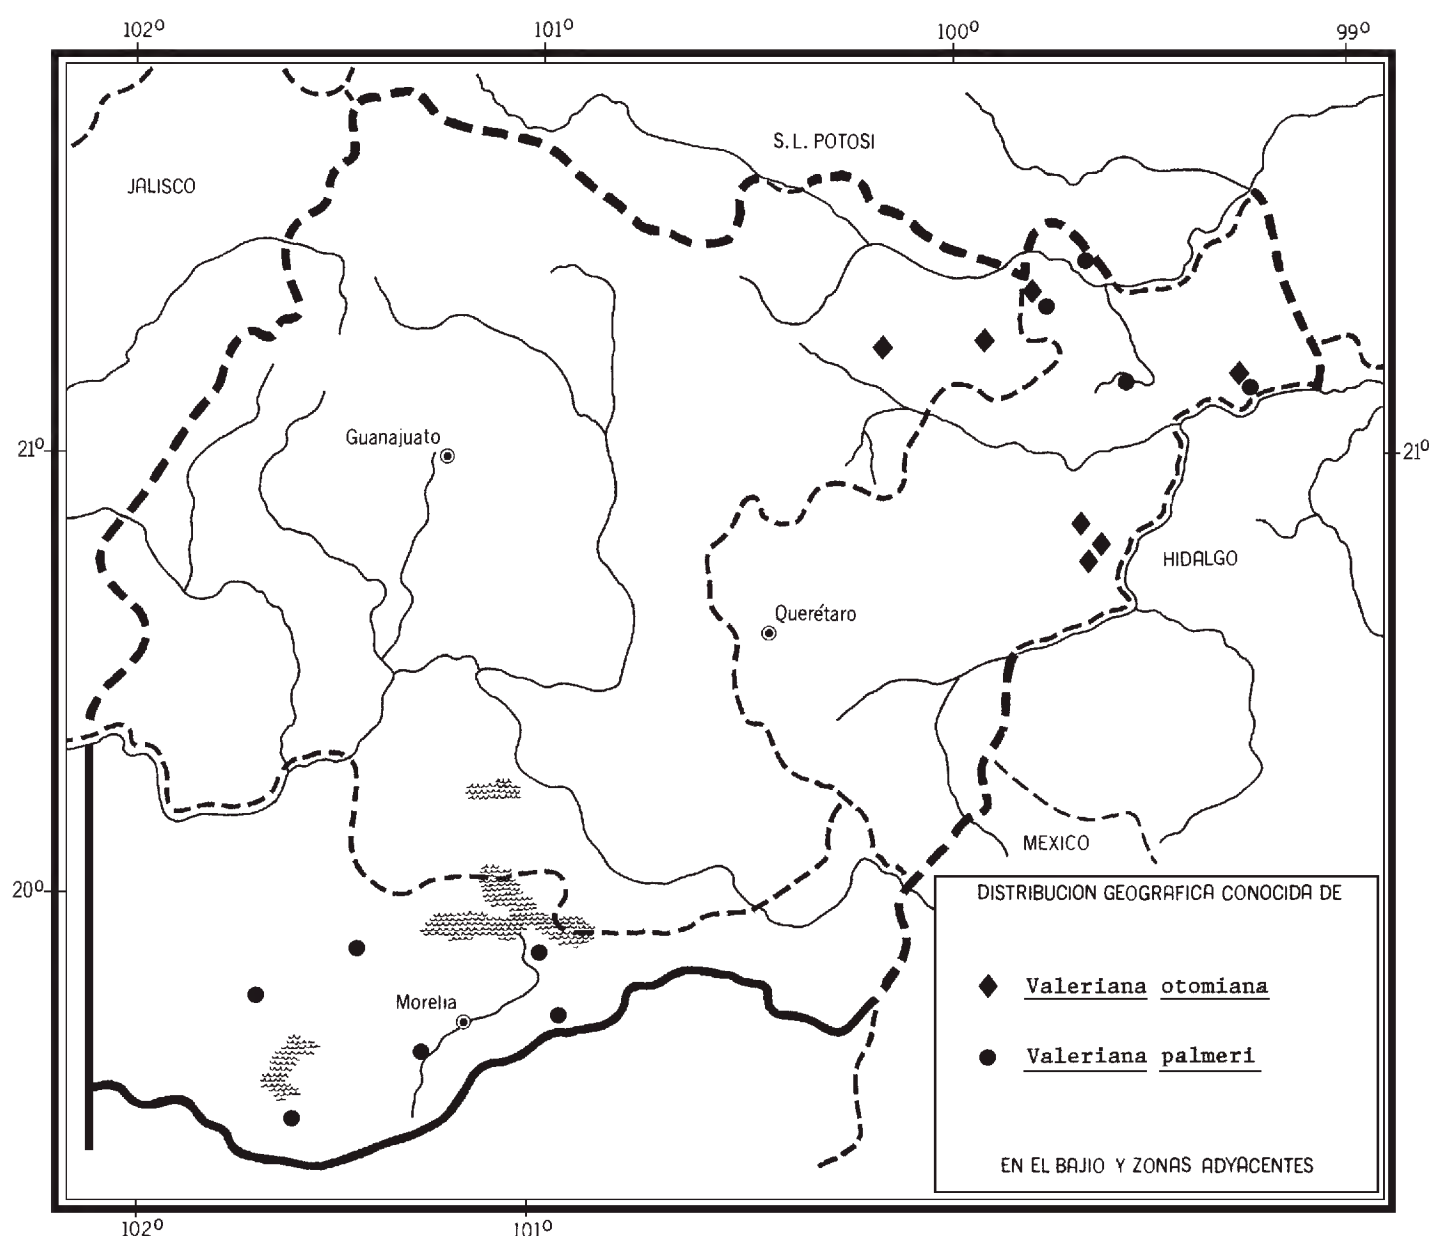 102º 101º 100º 99º
S.L. POTOSI
JALISCO
Guanajuato
21º 21º
HIDALGO
Querétaro
MEXICO
20º
DISTRIBUCION GEOGRAFICA CONOCIDA DE
Valeriana otomiana
Morelia
Valeriana palmeri
EN EL BAJIO Y ZONAS ADYACENTES
102º 101º